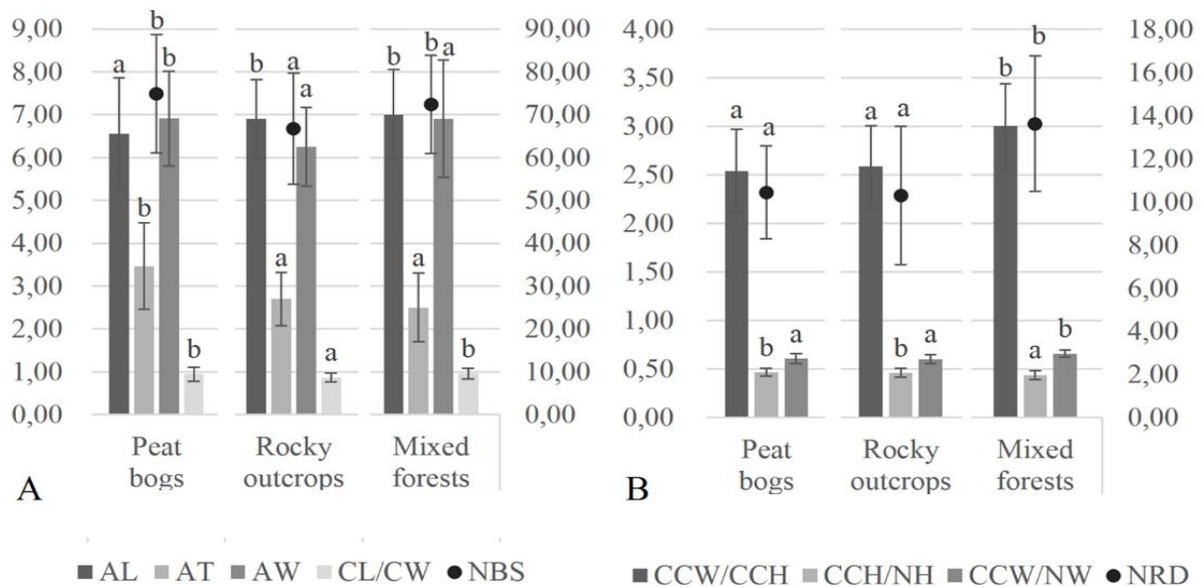 9,00
8,00
7,00
6,00
5,00
4,00
3,00
2,00
1,00
0,00
a b b
b
b
b a a
a
a
b b a
a
b
90,00
80,00
70,00
60,00
50,00
40,00
30,00
20,00
10,00
0,00
Peat
bogs
Rocky
outcrops
Mixed
forests
A
AL AT AW CL/CW NBS
4,00
3,50
3,00
2,50
2,00
1,50
1,00
0,50
0,00
a a
b a
a a
b a
b b
a b
18,00
16,00
14,00
12,00
10,00
8,00
6,00
4,00
2,00
0,00
Peat
bogs
Rocky
outcrops
Mixed
forests
B
CCW/CCH CCH/NH CCW/NW NRD